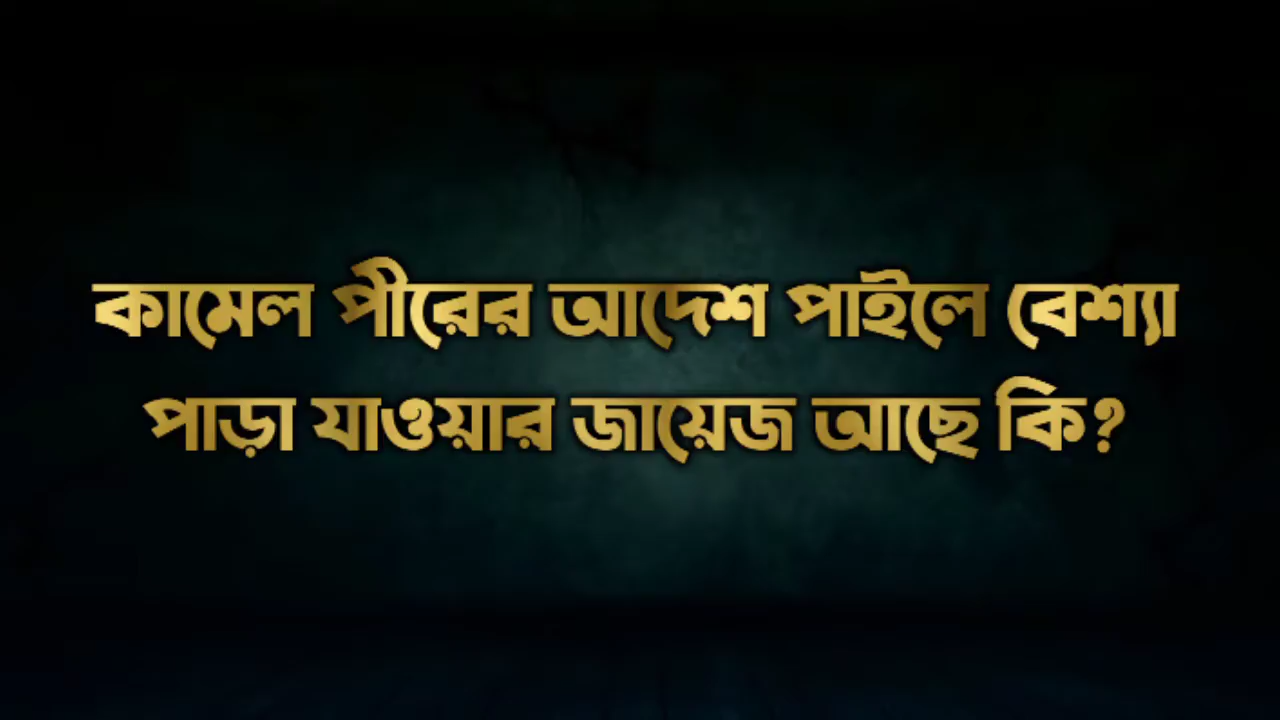 কামেল পীরের আদেশ পাইলে বেশ্যা
পাড়া যাওয়ার জায়েজ আছে কি?